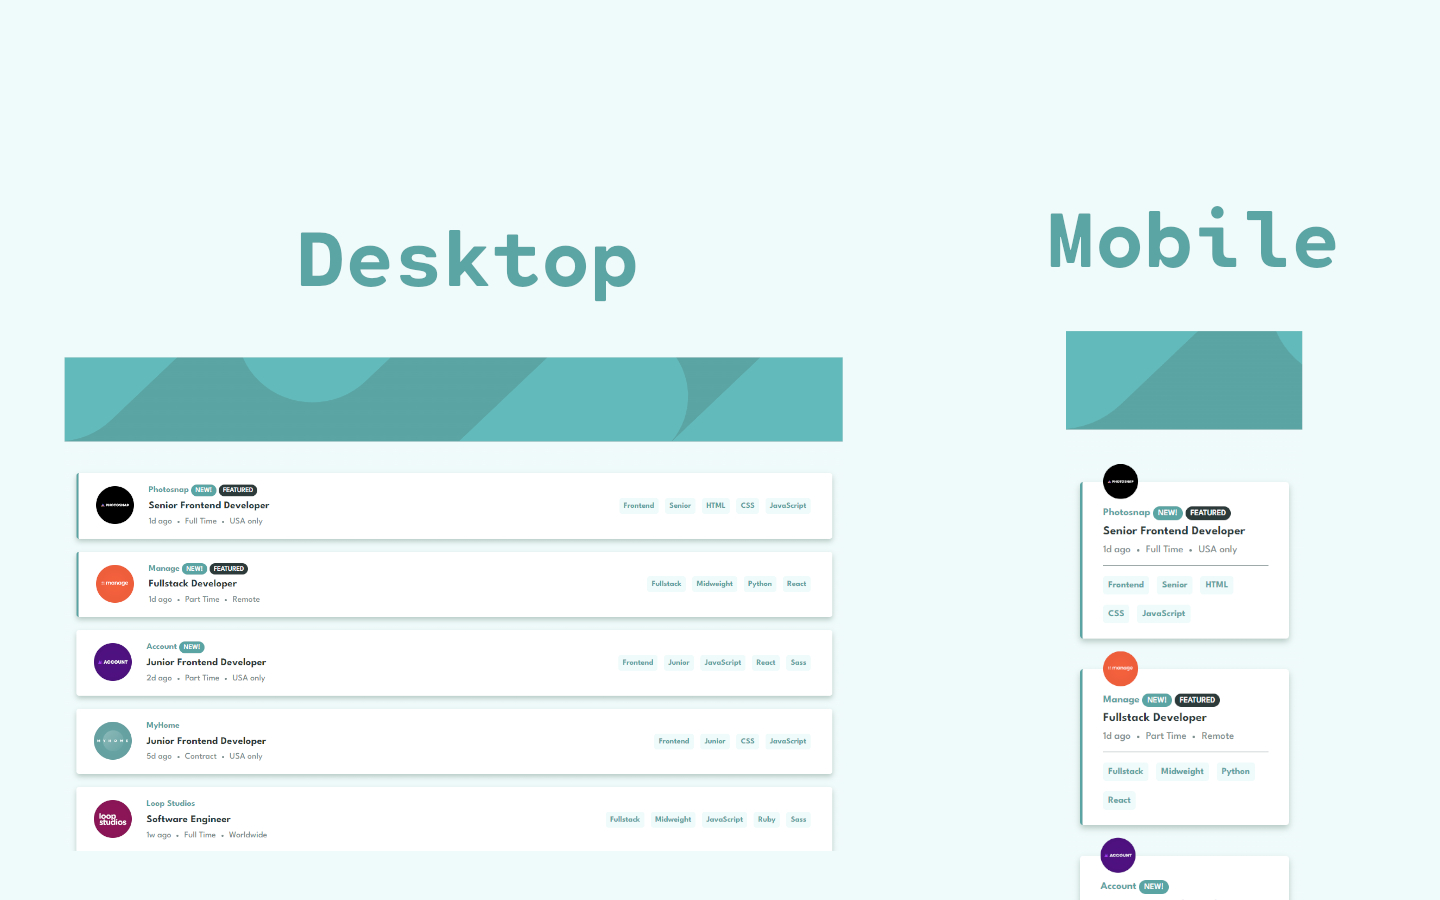 Desktop
PHOTOSNAP
Photosnap NEW! FEATURED
Senior Frontend Developer
1d ago • Full Time • USA only
Frontend Senior HTML CSS JavaScript
manage
Manage NEW! FEATURED
Fullstack Developer
1d ago • Part Time • Remote
Fullstack Midweight Python React
ACCOUNT
Account NEW!
Junior Frontend Developer
2d ago • Part Time • USA only
Frontend Junior JavaScript React Sass
MYHOME
MyHome
Junior Frontend Developer
5d ago • Contract • USA only
Frontend Junior CSS JavaScript
loop
studios
Loop Studios
Software Engineer
1w ago • Full Time • Worldwide
Fullstack Midweight JavaScript Ruby Sass
Mobile
PHOTOSNAP
Photosnap NEW! FEATURED
Senior Frontend Developer
1d ago • Full Time • USA only
Frontend Senior HTML
CSS JavaScript
manage
Manage NEW! FEATURED
Fullstack Developer
1d ago • Part Time • Remote
Fullstack Midweight Python
React
ACCOUNT
Account NEW!